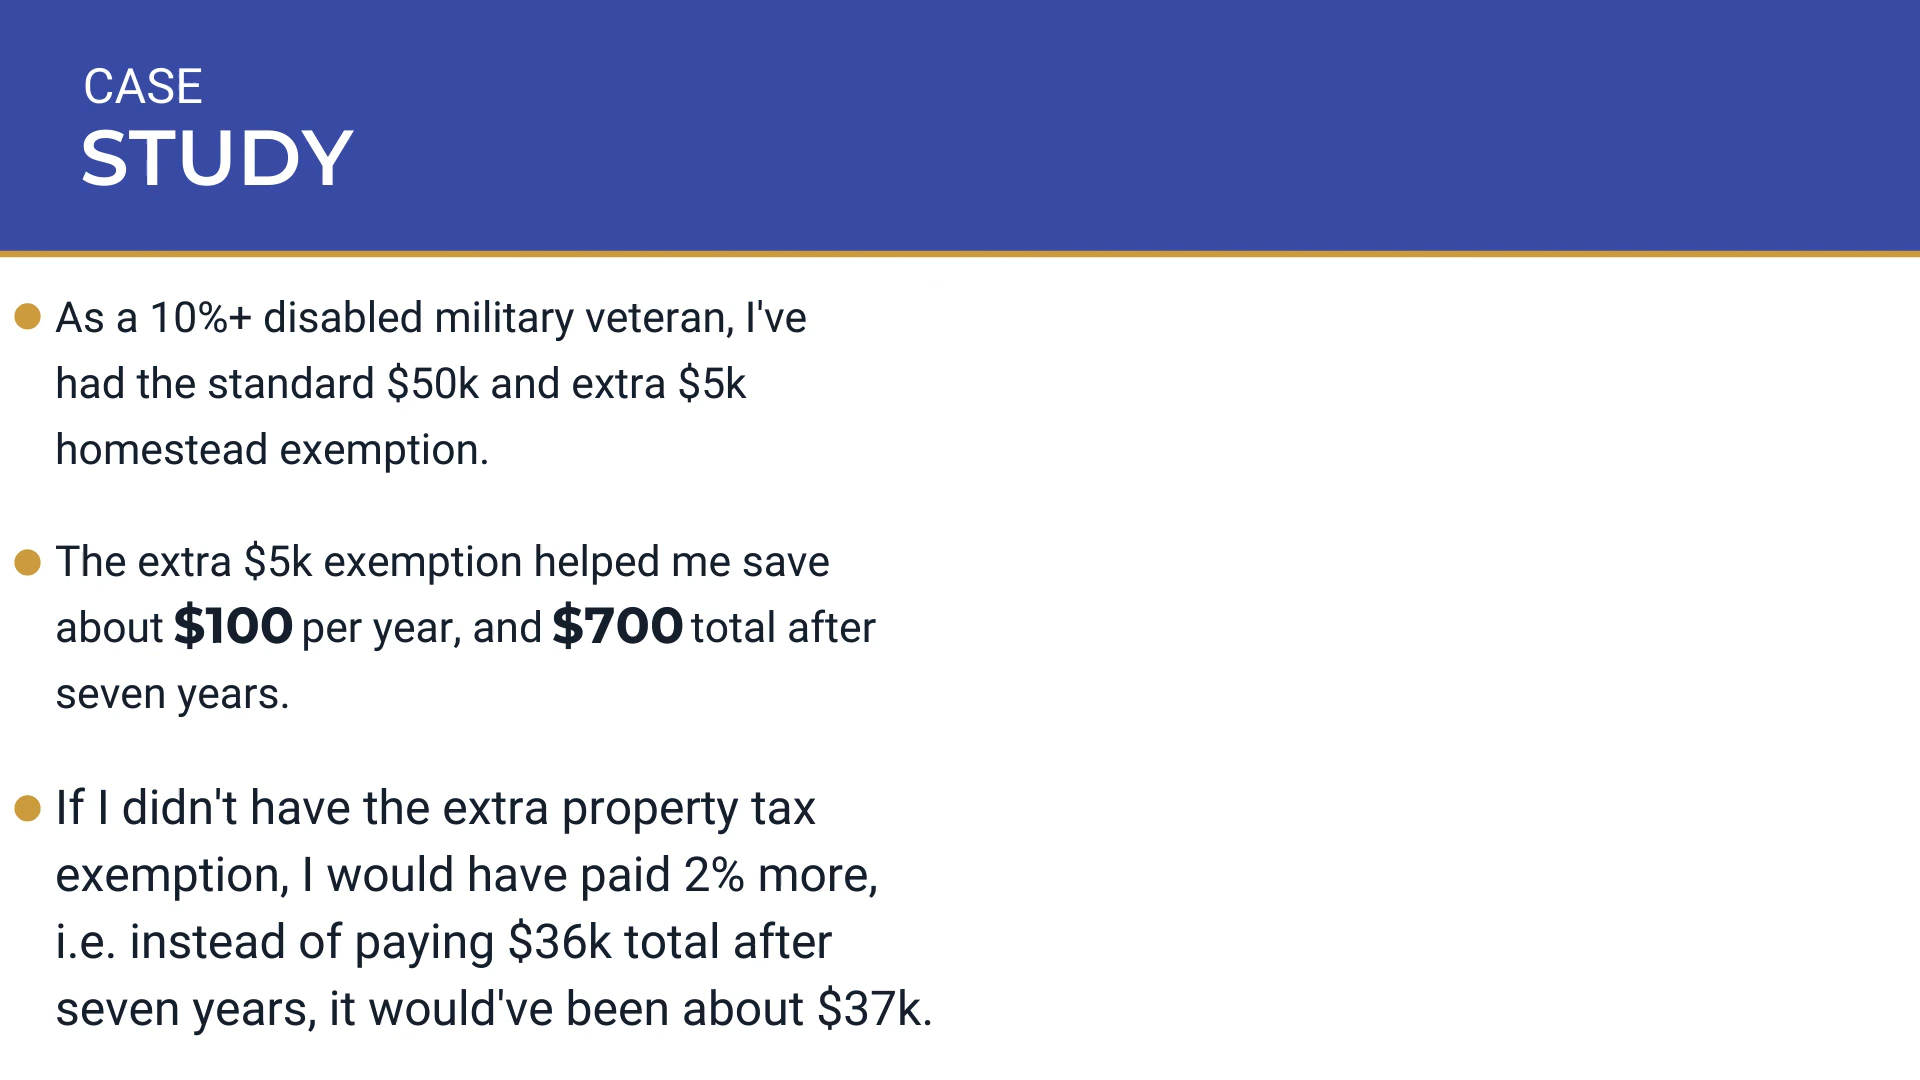 CASE
STUDY
As a 10%+ disabled military veteran, I've
had the standard $50k and extra $5k
homestead exemption.
The extra $5k exemption helped me save
about $100 per year, and $700 total after
seven years.
If I didn't have the extra property tax
exemption, I would have paid 2% more,
i.e. instead of paying $36k total after
seven years, it would've been about $37k.